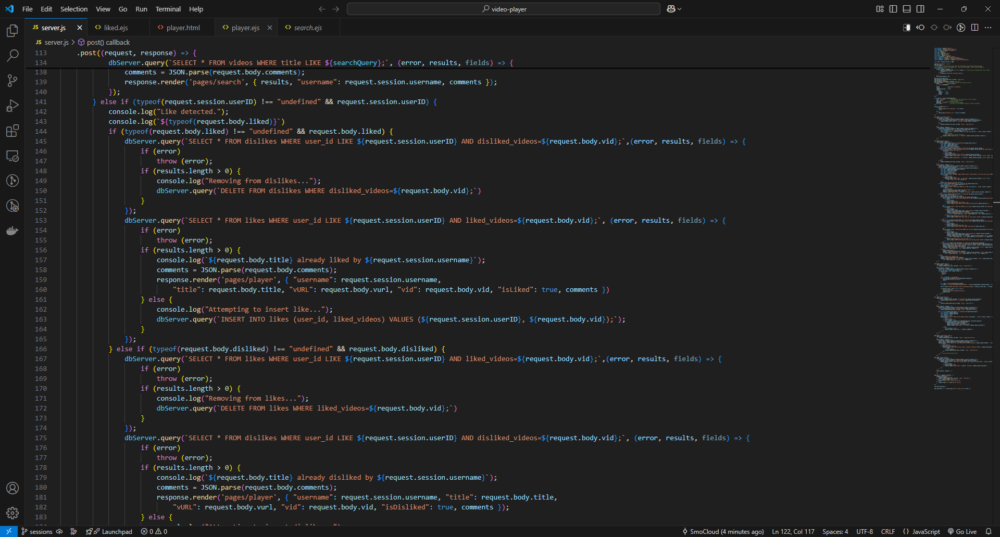 File Edit Selection View Go Run Terminal Help
video-player
JS server.js
liked.ejs
player.html
player.ejs
search.ejs
JS server.js > post() callback
113 .post((request, response) => {
134 dbServer.query(`SELECT * FROM videos WHERE title LIKE ${searchQuery};`, (error, results, fields) => {
138 comments = JSON.parse(request.body.comments);
139 response.render('pages/search', { results, "username": request.session.username, comments });
140 });
141 } else if (typeof(request.session.userID) !== "undefined" && request.session.userID) {
142 console.log("Like detected.");
143 console.log(`${typeof(request.body.liked)}`)
144 if (typeof(request.body.liked) !== "undefined" && request.body.liked) {
145 dbServer.query(`SELECT * FROM dislikes WHERE user_id LIKE ${request.session.userID} AND disliked_videos=${request.body.vid};`,(error, results, fields) => {
146 if (error)
147 throw (error);
148 if (results.length > 0) {
149 console.log("Removing from dislikes...");
150 dbServer.query(`DELETE FROM dislikes WHERE disliked_videos=${request.body.vid};`)
151 }
152 });
153 dbServer.query(`SELECT * FROM likes WHERE user_id LIKE ${request.session.userID} AND liked_videos=${request.body.vid};`, (error, results, fields) => {
154 if (error)
155 throw (error);
156 if (results.length > 0) {
157 console.log(`${request.body.title} already liked by ${request.session.username}`);
158 comments = JSON.parse(request.body.comments);
159 response.render('pages/player', { "username": request.session.username,
160 "title": request.body.title, "vURL": request.body.vurl, "vid": request.body.vid, "isLiked": true, comments })
161 } else {
162 console.log("Attempting to insert like...");
163 dbServer.query(`INSERT INTO likes (user_id, liked_videos) VALUES (${request.session.userID}, ${request.body.vid});`);
164 }
165 });
166 } else if (typeof(request.body.disliked) !== "undefined" && request.body.disliked) {
167 dbServer.query(`SELECT * FROM likes WHERE user_id LIKE ${request.session.userID} AND liked_videos=${request.body.vid};`,(error, results, fields) => {
168 if (error)
169 throw (error);
170 if (results.length > 0) {
171 console.log("Removing from likes...");
172 dbServer.query(`DELETE FROM likes WHERE liked_videos=${request.body.vid};`)
173 }
174 });
175 dbServer.query(`SELECT * FROM dislikes WHERE user_id LIKE ${request.session.userID} AND disliked_videos=${request.body.vid};`, (error, results, fields) => {
176 if (error)
177 throw (error);
178 if (results.length > 0) {
179 console.log(`${request.body.title} already disliked by ${request.session.username}`);
180 comments = JSON.parse(request.body.comments);
181 response.render('pages/player', { "username": request.session.username, "title": request.body.title,
182 "vURL": request.body.vurl, "vid": request.body.vid, "isDisliked": true, comments });
183 } else {
sessions Launchpad 0 0 SmoCloud (4 minutes ago) Ln 122, Col 117 Spaces: 4 UTF-8 CRLF {} JavaScript Go Live